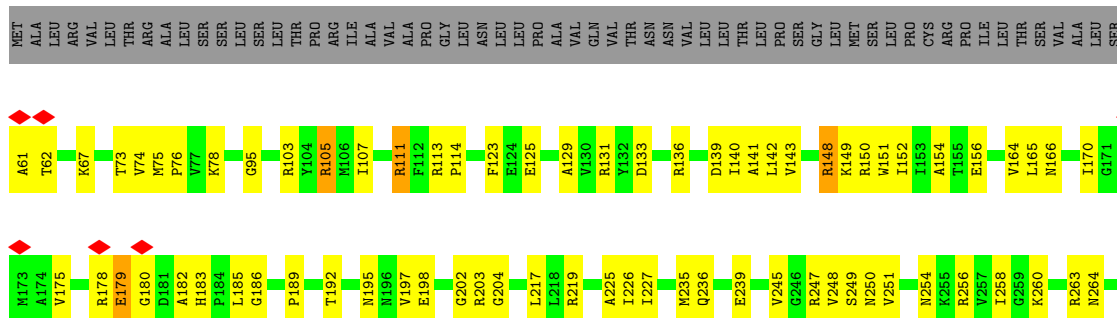 MET ALA LEU ARG VAL LEU THR ARG ALA LEU SER SER LEU SER LEU THR PRO ARG ILE ALA VAL ALA PRO GLY LEU ASN LEU LEU PRO ALA VAL GLN VAL THR ASN ASN VAL LEU LEU THR LEU PRO SER GLY LEU MET SER LEU PRO CYS ARG PRO ILE LEU THR SER VAL ALA LEU SER
A61 T62 K67 T73 V74 M75 P76 V77 K78 G95 R103 Y104 R105 M106 I107 R111 F112 R113 P114 F123 E124 E125 A129 V130 R131 Y132 D133 R136 D139 I140 A141 L142 V143 R148 K149 R150 W151 I152 I153 A154 T155 E156 V164 L165 N166 I170 G171
M173 A174 V175 R178 E179 G180 D181 A182 H183 P184 L185 G186 P189 T192 N195 N196 V197 E198 G202 R203 G204 L217 L218 R219 A225 I226 I227 M235 Q236 E239 V245 G246 R247 V248 S249 N250 V251 N254 K255 R256 V257 I258 G259 K260 R263 N264